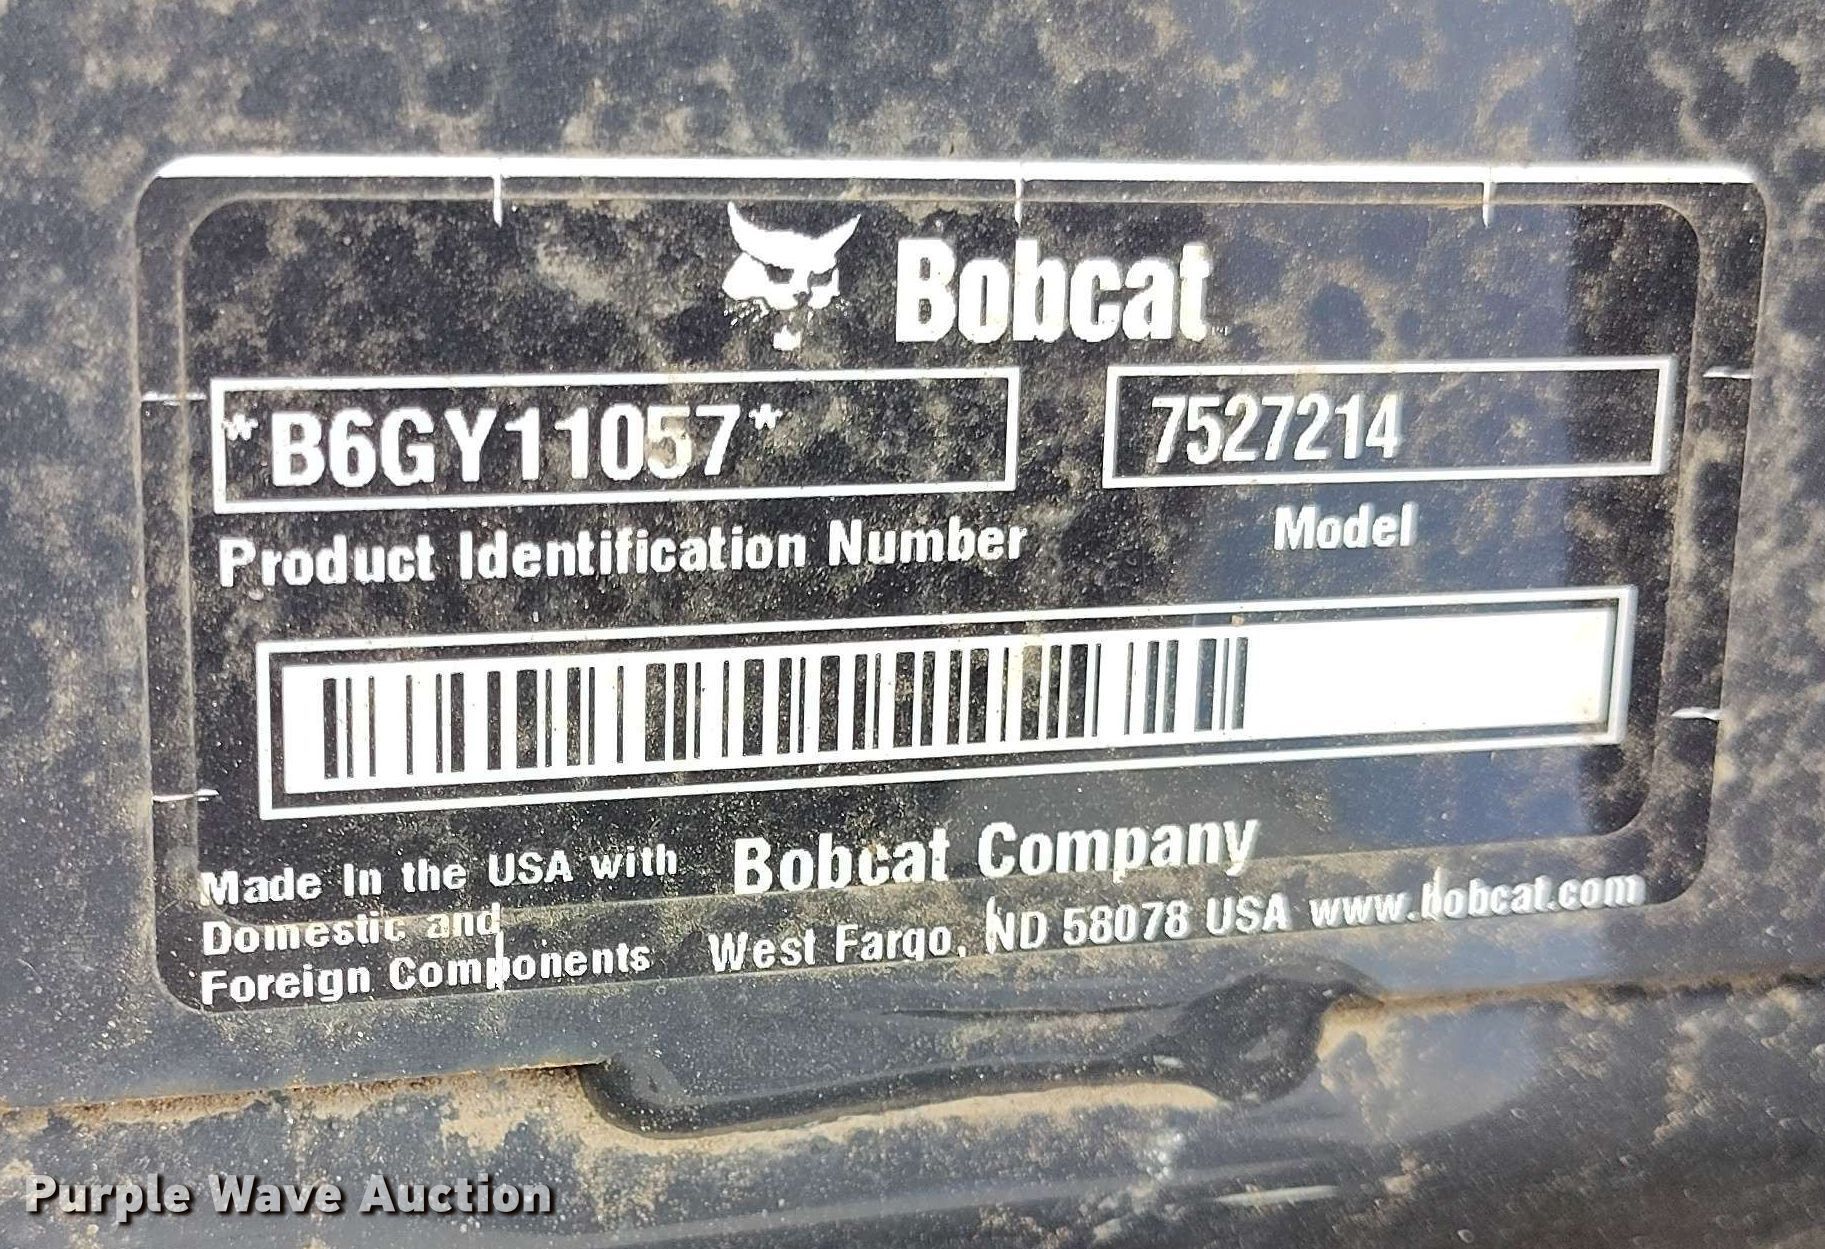 Bobcat
*B6GY11057* 7527214
Product Identification Number Model
Made In the USA with
Domestic and
Foreign Components
Bobcat Company
West Fargo, ND 58078 USA www.bobcat.com
Purple Wave Auction